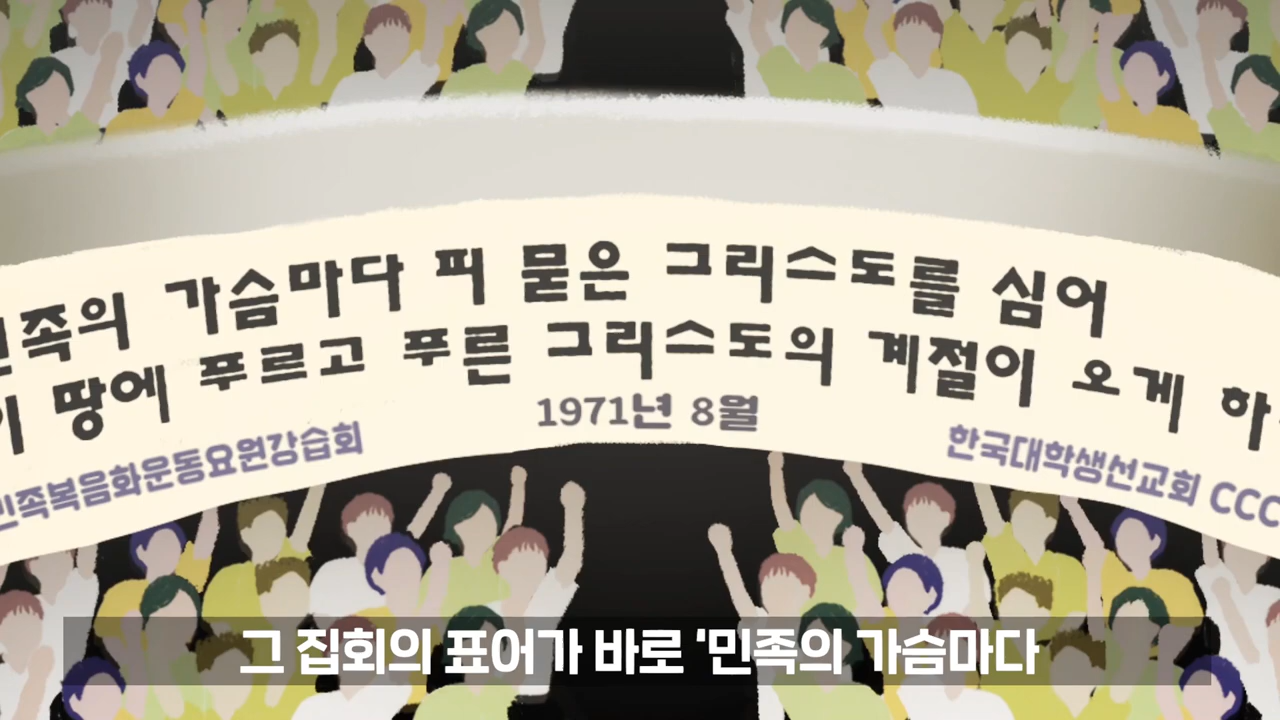 민족의 가슴마다 피 묻은 그리스도를 심어
이 땅에 푸르고 푸른 그리스도의 계절이 오게 하
1971년 8월
민족복음화운동요원강습회
한국대학생선교회 CCC
그 집회의 표어가 바로 ‘민족의 가슴마다